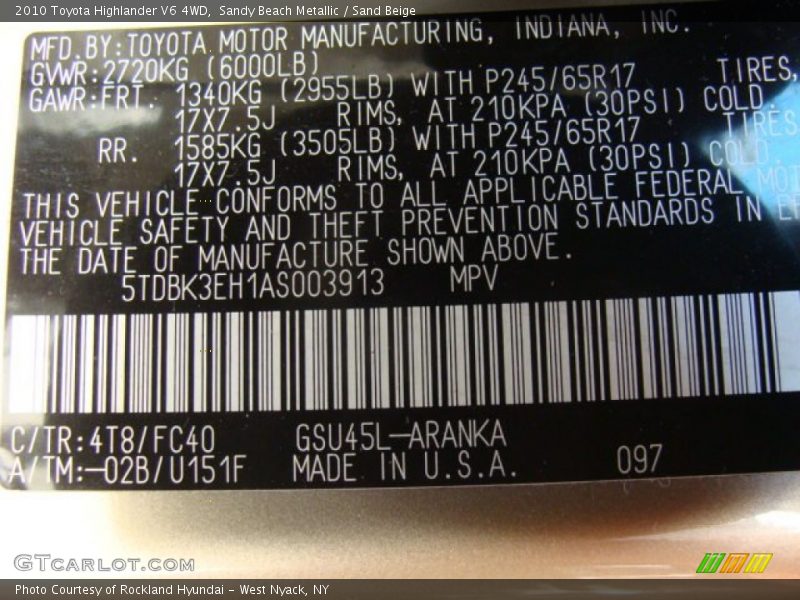 2010 Toyota Highlander V6 4WD, Sandy Beach Metallic / Sand Beige
MFD.BY:TOYOTA MOTOR MANUFACTURING, INDIANA, INC.
GVWR:2720KG (6000LB)
GAWR:FRT. 1340KG (2955LB) WITH P245/65R17 TIRES,
17X7.5J RIMS, AT 210KPA (30PSI) COLD.
RR. 1585KG (3505LB) WITH P245/65R17 TIRES
17X7.5J RIMS, AT 210KPA (30PSI) COLD.
THIS VEHICLE CONFORMS TO ALL APPLICABLE FEDERAL
VEHICLE SAFETY AND THEFT PREVENTION STANDARDS IN
THE DATE OF MANUFACTURE SHOWN ABOVE.
5TDBK3EH1AS003913 MPV
C/TR:4T8/FC40 GSU45L-ARANKA
A/TM:-02B/U151F MADE IN U.S.A. 097
GTCARLOT.COM
Photo Courtesy of Rockland Hyundai - West Nyack, NY